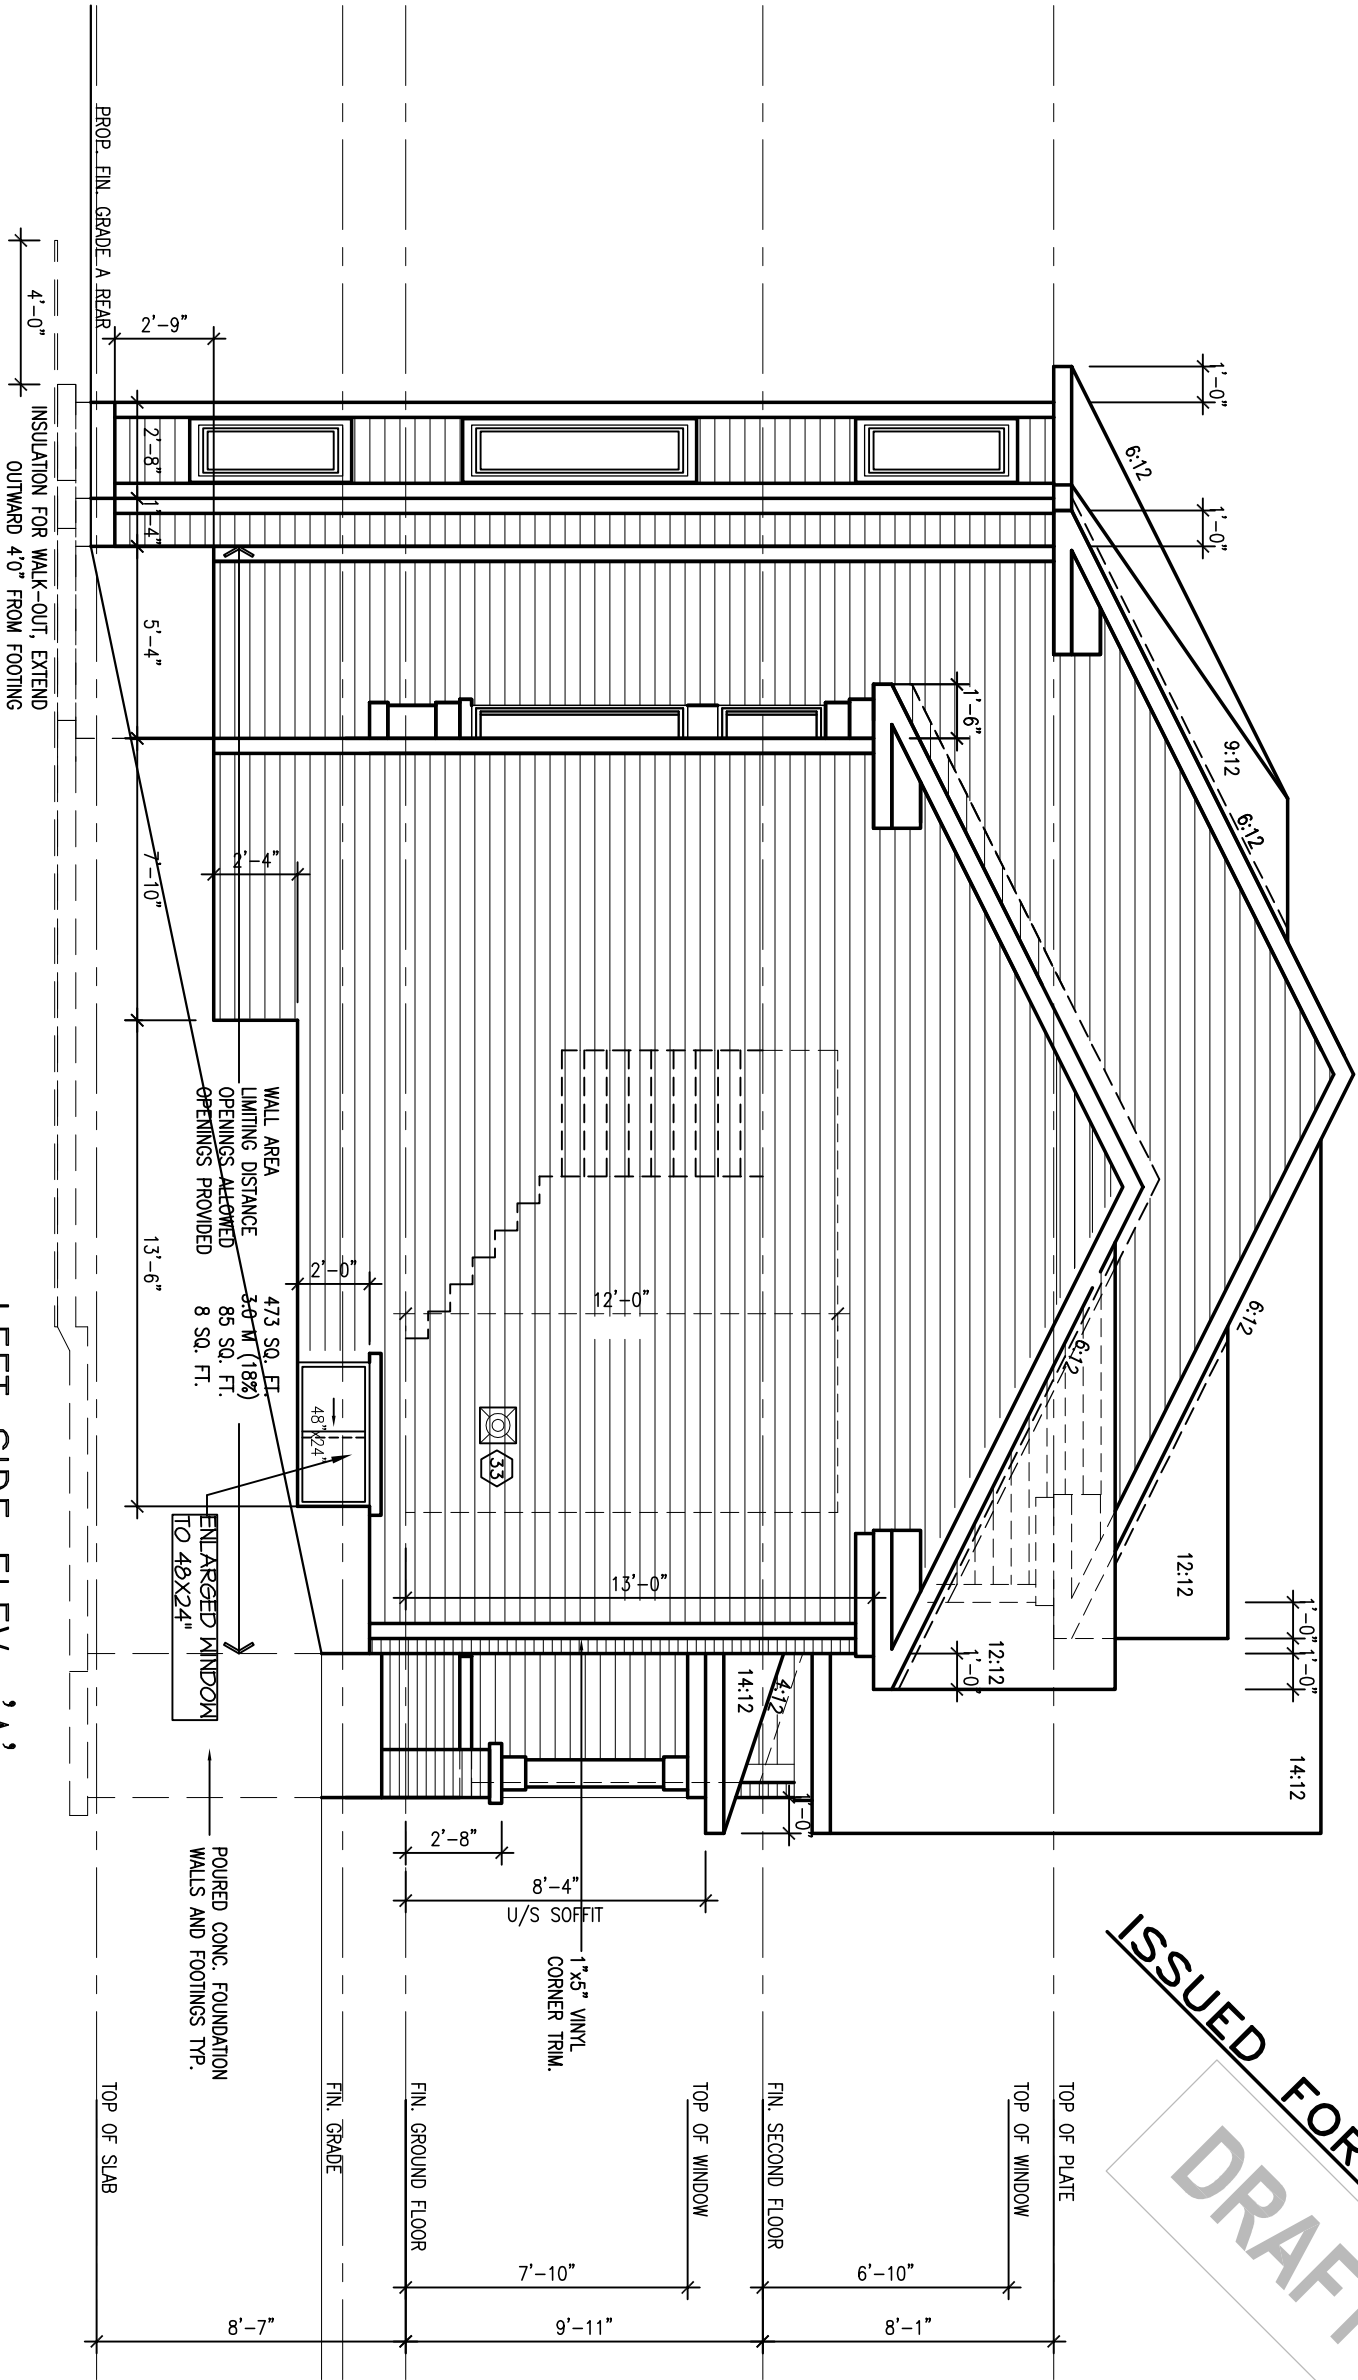 ISSUED FOR
DRAFT
1'-0"
1'-0"
6:12
9:12
6:12
6:12
6:12
12:12
1'-0"
1'-0"
14:12
12:12
1'-0"
1'-6"
14:12
4:12
1'-0"
13'-0"
12'-0"
33
2'-8"
8'-4"
U/S SOFFIT
1"x5" VINYL
CORNER TRIM.
TOP OF PLATE
TOP OF WINDOW
FIN. SECOND FLOOR
TOP OF WINDOW
FIN. GROUND FLOOR
FIN. GRADE
TOP OF SLAB
6'-10"
8'-1"
7'-10"
9'-11"
8'-7"
WALL AREA 473 SQ. FT.
LIMITING DISTANCE 3.0 M (18%)
OPENINGS ALLOWED 85 SQ. FT.
OPENINGS PROVIDED 8 SQ. FT.
2'-0"
48"x24"
ENLARGED WINDOW
TO 48X24"
POURED CONC. FOUNDATION
WALLS AND FOOTINGS TYP.
2'-9"
2'-8"
1'-4"
5'-4"
7'-10"
2'-4"
13'-6"
PROP. FIN. GRADE A REAR
4'-0"
INSULATION FOR WALK-OUT, EXTEND
OUTWARD 4'0" FROM FOOTING
LEFT SIDE ELEV. 'A'